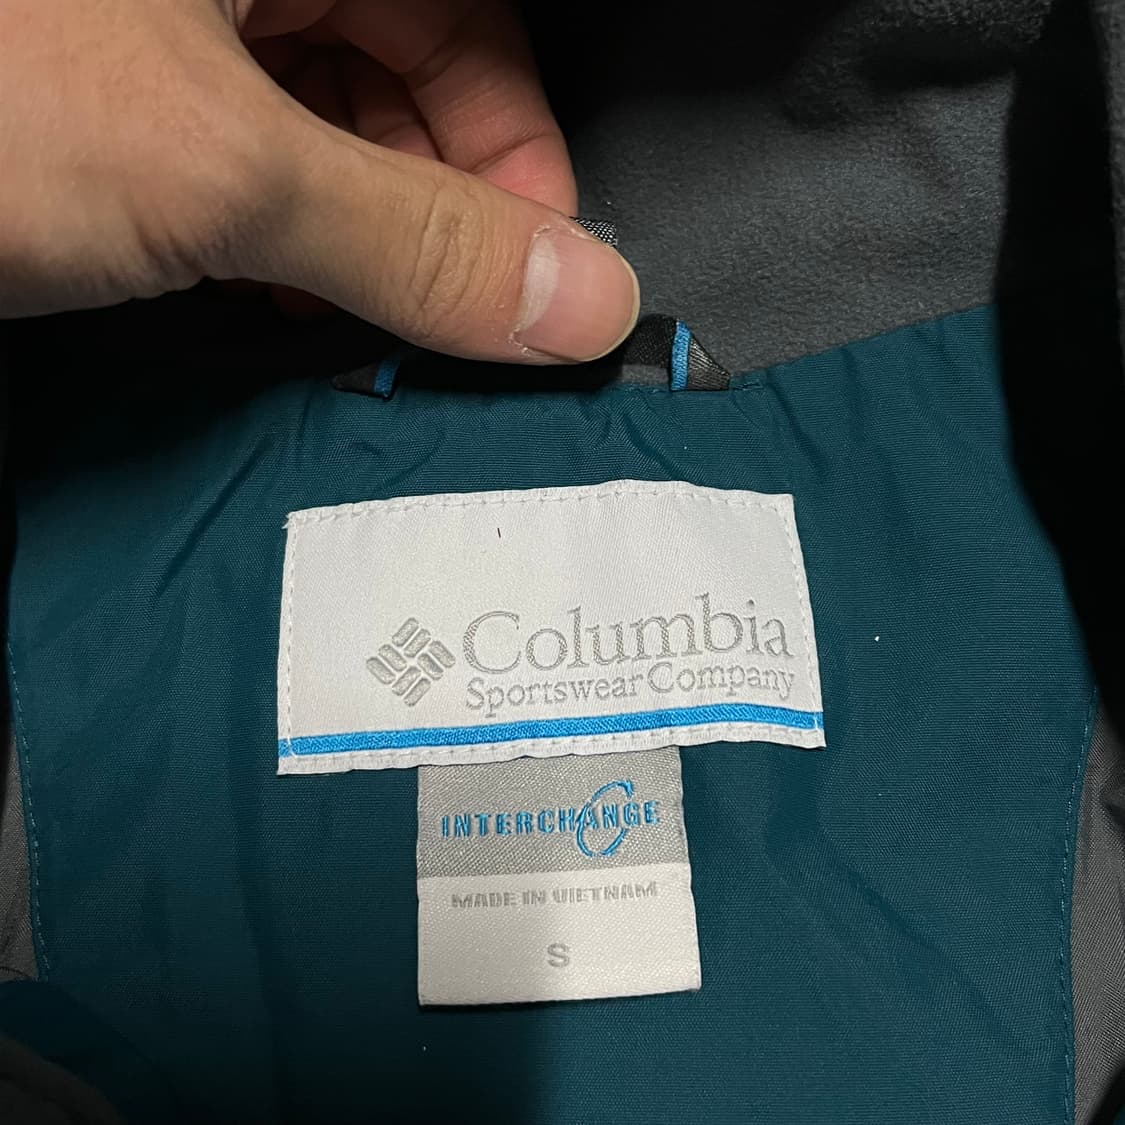 Columbia
Sportswear Company
INTERCHANGE
MADE IN VIETNAM
S